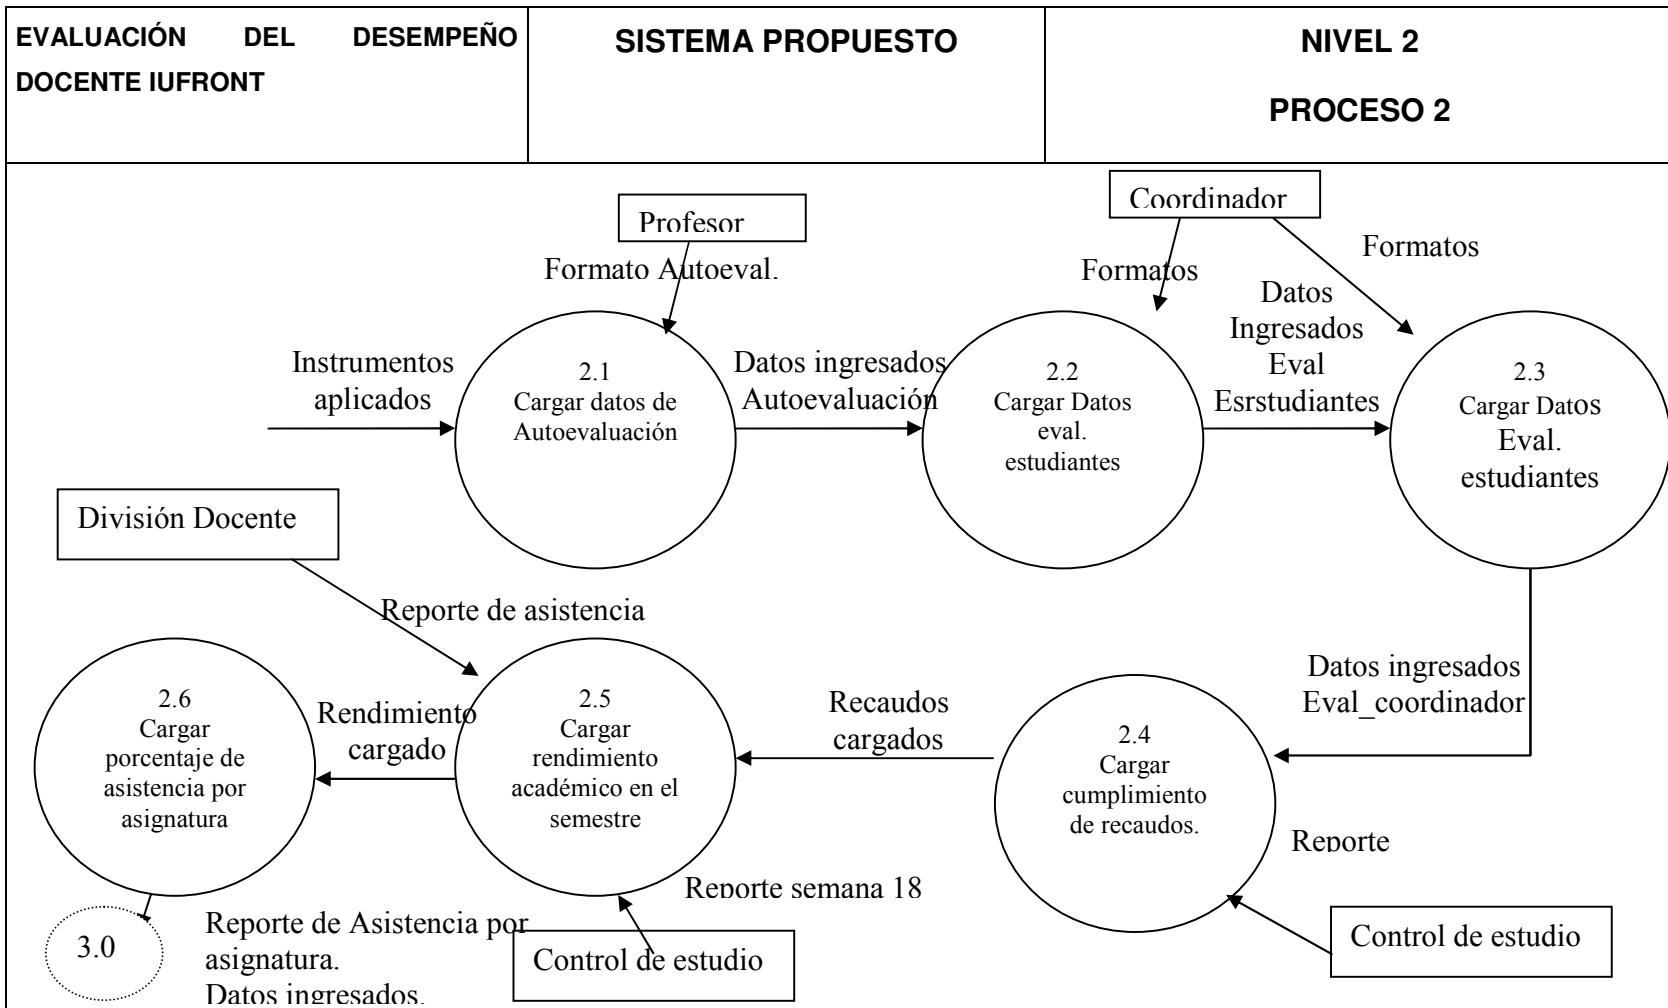 EVALUACIÓN DEL DESEMPEÑO
DOCENTE IUFRONT
SISTEMA PROPUESTO
NIVEL 2
PROCESO 2
Profesor
Coordinador
Formato Autoeval.
Formatos
Formatos
Instrumentos
aplicados
2.1
Cargar datos de
Autoevaluación
Datos ingresados
Autoevaluación
2.2
Cargar Datos
eval.
estudiantes
Datos
Ingresados
Eval
Esrstudiantes
2.3
Cargar Datos
Eval.
estudiantes
División Docente
Reporte de asistencia
Datos ingresados
Eval_coordinador
2.6
Cargar
porcentaje de
asistencia por
asignatura
Rendimiento
cargado
2.5
Cargar
rendimiento
académico en el
semestre
Recaudos
cargados
2.4
Cargar
cumplimiento
de recaudos.
Reporte
Reporte semana 18
3.0
Reporte de Asistencia por
asignatura.
Datos ingresados.
Control de estudio
Control de estudio